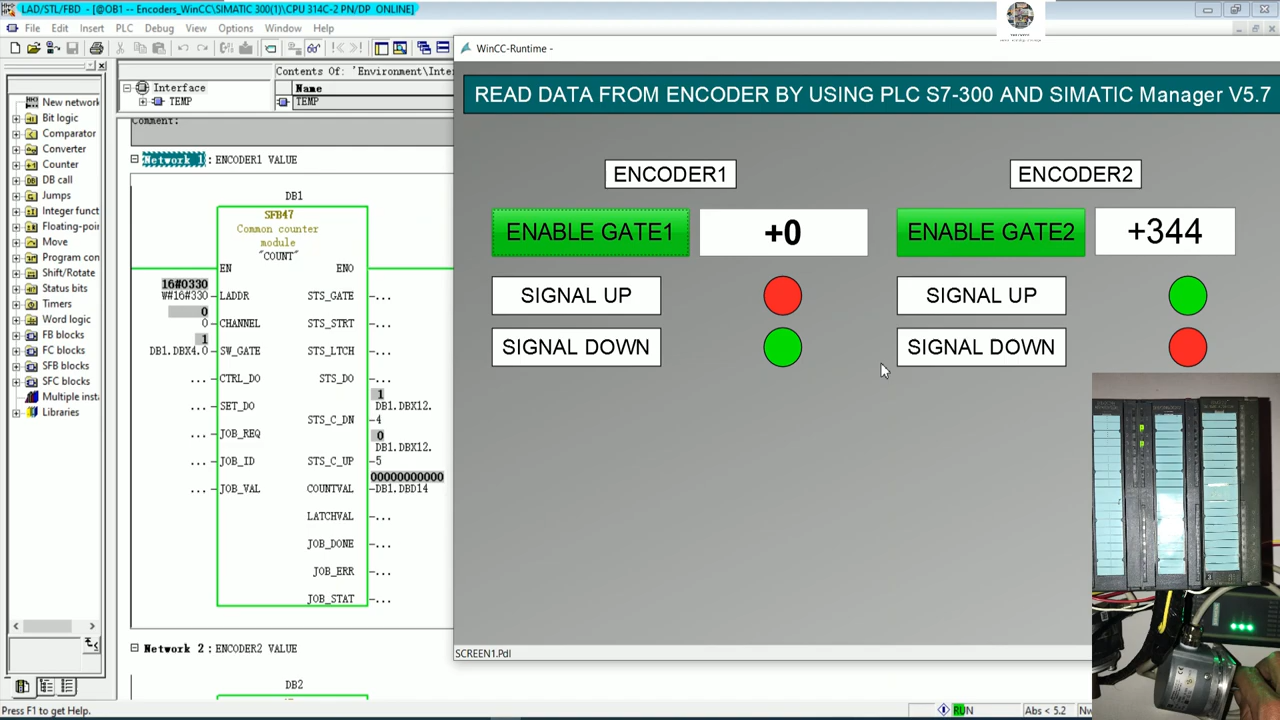 LAD/STL/FBD - [@OB1 -- Encoders_WinCC\SIMATIC 300(1)\CPU 314C-2 PN/DP ONLINE]
File Edit Insert PLC Debug View Options Window Help
WinCC-Runtime -
Contents Of: 'Environment\Inter
Interface
Name
TEMP
TEMP
READ DATA FROM ENCODER BY USING PLC S7-300 AND SIMATIC Manager V5.7
New network
Bit logic
Comparator
Converter
Counter
DB call
Jumps
Integer funct
Floating-poi
Move
Program con
Shift/Rotate
Status bits
Timers
Word logic
FB blocks
FC blocks
SFB blocks
SFC blocks
Multiple inst
Libraries
Comment:
Network 1 : ENCODER1 VALUE
DB1
SFB47
Common counter
module
"COUNT"
EN ENO
16#0330
W#16#330 LADDR STS_GATE ...
0
0 CHANNEL STS_STRT ...
1
DB1.DBX4.0 SW_GATE STS_LTCH ...
... CTRL_DO STS_DO ...
1
... SET_DO DB1.DBX12.
STS_C_DN 4
0
... JOB_REQ DB1.DBX12.
... JOB_ID STS_C_UP 5
00000000000
... JOB_VAL COUNTVAL DB1.DBD14
LATCHVAL ...
JOB_DONE ...
JOB_ERR ...
JOB_STAT ...
Network 2 : ENCODER2 VALUE
DB2
ENCODER1
ENABLE GATE1 +0
SIGNAL UP
SIGNAL DOWN
ENCODER2
ENABLE GATE2 +344
SIGNAL UP
SIGNAL DOWN
SCREEN1.Pdl
Press F1 to get Help.
RUN
Abs < 5.2
Nw